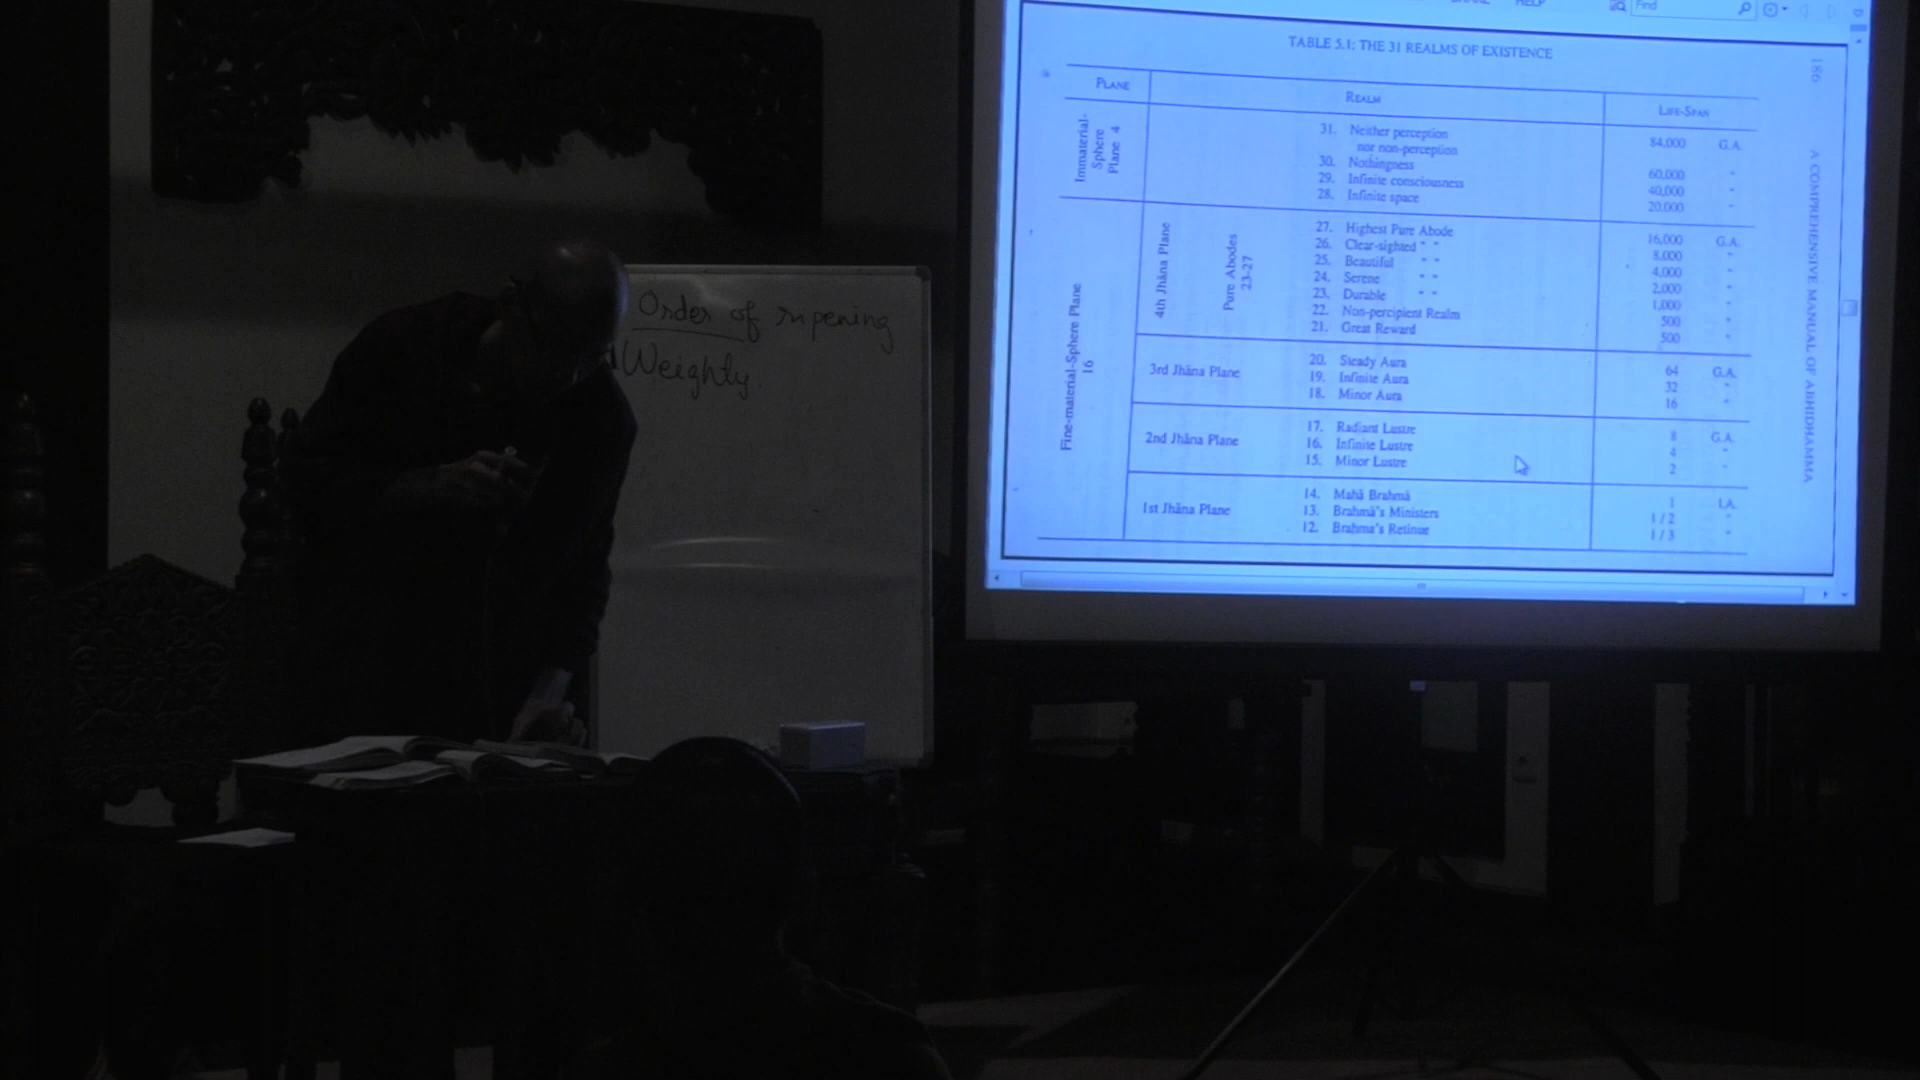 Order of ripening
Weighty
HELP
Find
TABLE 5.1: THE 31 REALMS OF EXISTENCE
186
A COMPREHENSIVE MANUAL OF ABHIDHAMMA
PLANE
REALM
LIFE-SPAN
Immaterial-
Sphere
Plane 4
31. Neither perception
nor non-perception 84,000 G.A.
30. Nothingness 60,000 "
29. Infinite consciousness 40,000 "
28. Infinite space 20,000 "
Fine-material-Sphere Plane
16
4th Jhāna Plane
Pure Abodes
23-27
27. Highest Pure Abode 16,000 G.A.
26. Clear-sighted " " 8,000 "
25. Beautiful " " 4,000 "
24. Serene " " 2,000 "
23. Durable " " 1,000 "
22. Non-percipient Realm 500 "
21. Great Reward 500 "
3rd Jhāna Plane
20. Steady Aura 64 G.A.
19. Infinite Aura 32 "
18. Minor Aura 16 "
2nd Jhāna Plane
17. Radiant Lustre 8 G.A.
16. Infinite Lustre 4 "
15. Minor Lustre 2 "
1st Jhāna Plane
14. Mahā Brahmā 1 I.A.
13. Brahmā's Ministers 1/2 "
12. Brahma's Retinue 1/3 "